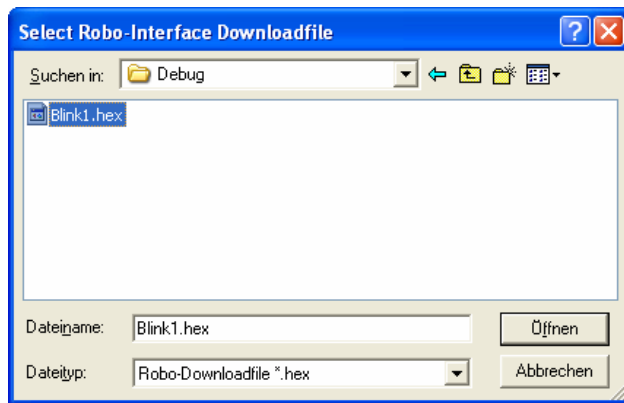 Select Robo-Interface Downloadfile
Suchen in: Debug
Blink1.hex
Dateiname: Blink1.hex Öffnen
Dateityp: Robo-Downloadfile *.hex Abbrechen